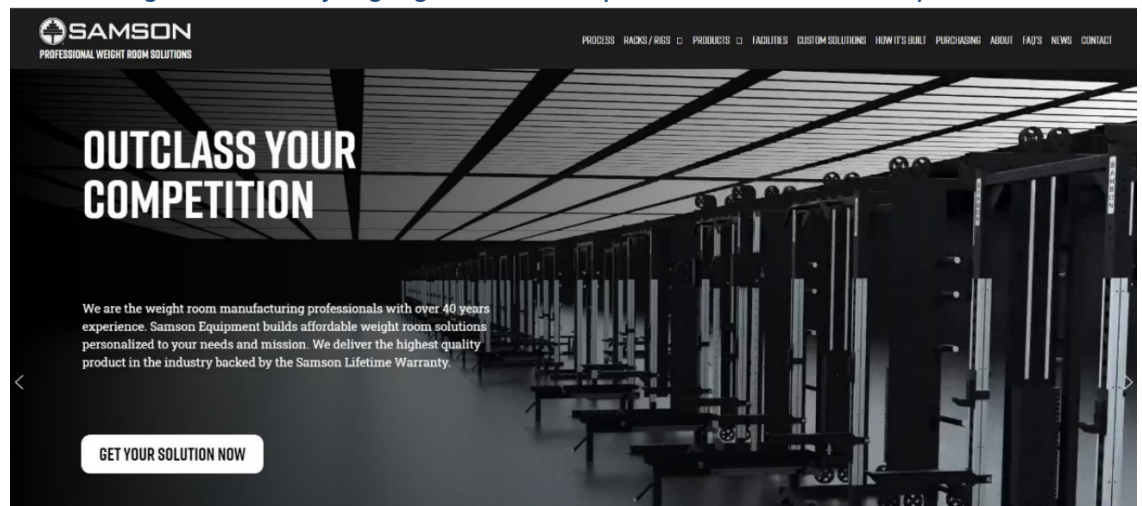 SAMSON
PROFESSIONAL WEIGHT ROOM SOLUTIONS
PROCESS RACKS / RIGS PRODUCTS FACILITIES CUSTOM SOLUTIONS HOW IT'S BUILT PURCHASING ABOUT FAQ'S NEWS CONTACT
OUTCLASS YOUR
COMPETITION
We are the weight room manufacturing professionals with over 40 years
experience. Samson Equipment builds affordable weight room solutions
personalized to your needs and mission. We deliver the highest quality
product in the industry backed by the Samson Lifetime Warranty.
GET YOUR SOLUTION NOW
SAMSON